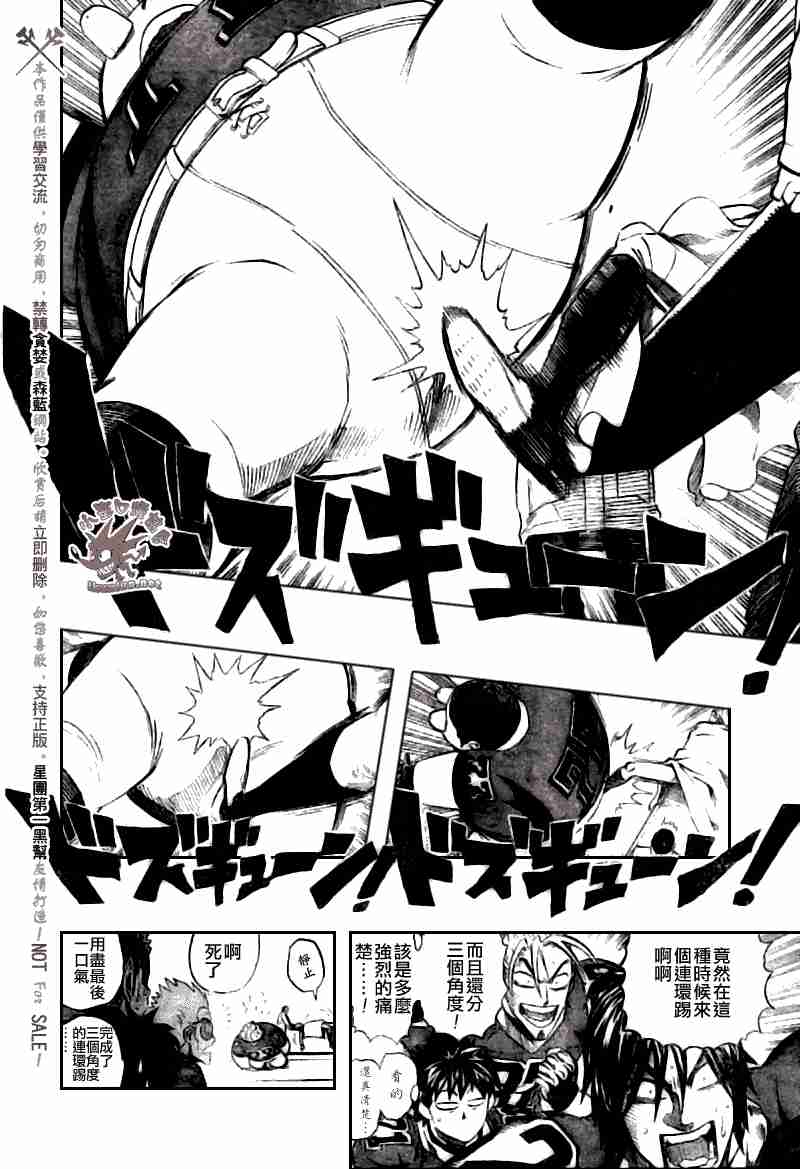 ドズギューン!
ドズギューン!
ドズギューン!
竟然在這
種時候來
個連環踢
啊啊
而且還分
三個角度!
該是多麼
強烈的痛
楚……!
看的
還真清楚…
靜止
啊
死了
用盡最後
一口氣
……
完成了
三個角度
的連環踢
……
本作品僅供學習交流，切勿商用，禁轉貪婪或森藍網站。欣賞后請立即刪除，如您喜歡，支持正版。星團第一黑幫友情打造！NOT For SALE!